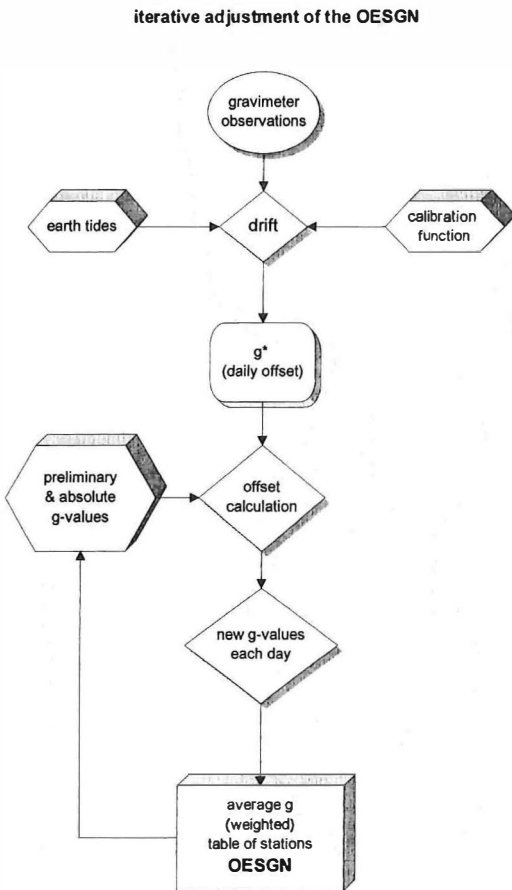 iterative adjustment of the OESGN
gravimeter
observations
earth tides
drift
calibration
function
g*
(daily offset)
preliminary
& absolute
g-values
offset
calculation
new g-values
each day
average g
(weighted)
table of stations
OESGN